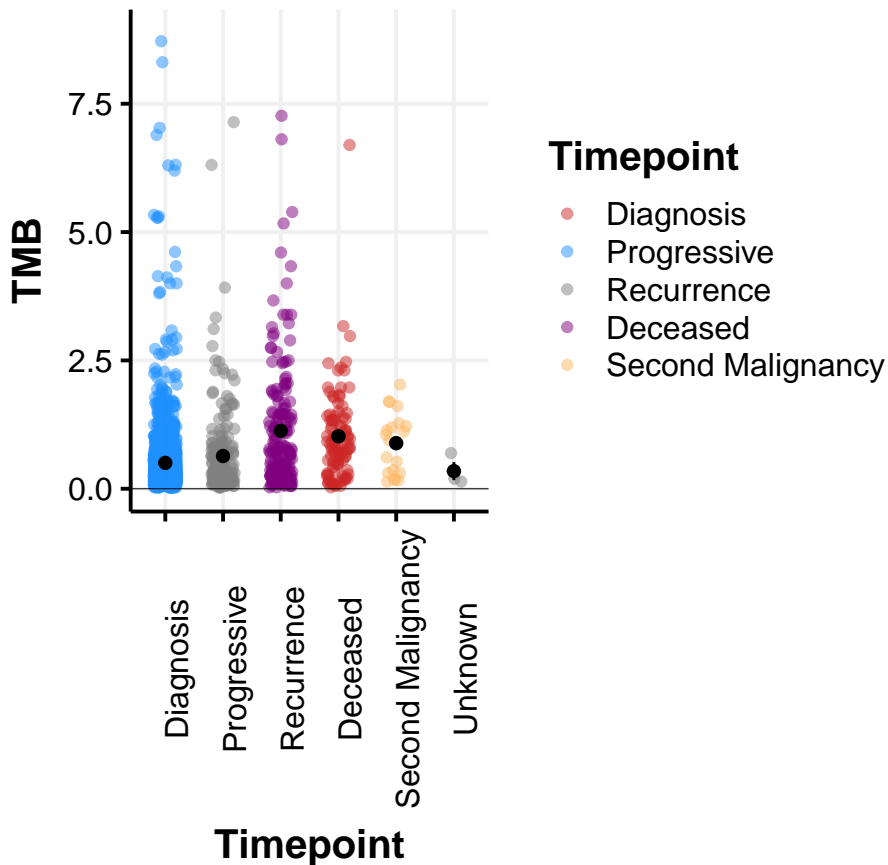 7.5
5.0
2.5
0.0
TMB
Diagnosis
Progressive
Recurrence
Deceased
Second Malignancy
Unknown
Timepoint
Timepoint
Diagnosis
Progressive
Recurrence
Deceased
Second Malignancy